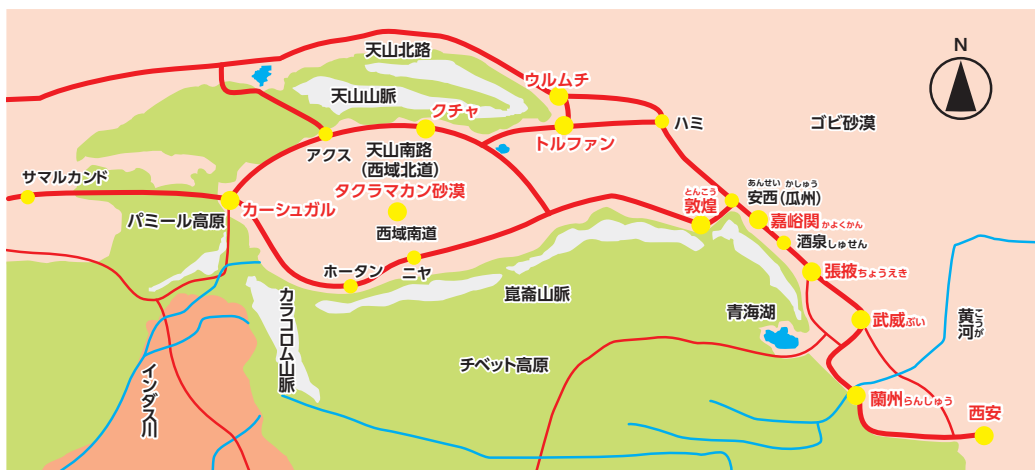 天山北路
N
ウルムチ
天山山脈
クチャ
ハミ
ゴビ砂漠
トルファン
アクス
天山南路
(西域北道)
サマルカンド
タクラマカン砂漠
とんこう
敦煌
あんせい かしゅう
安西(瓜州)
カーシュガル
パミール高原
西域南道
嘉峪関かよくかん
酒泉しゅせん
ホータン
ニヤ
張掖ちょうえき
崑崙山脈
カラコロム山脈
青海湖
武威ぶい
黄河こうが
チベット高原
インダス川
蘭州らんしゅう
西安